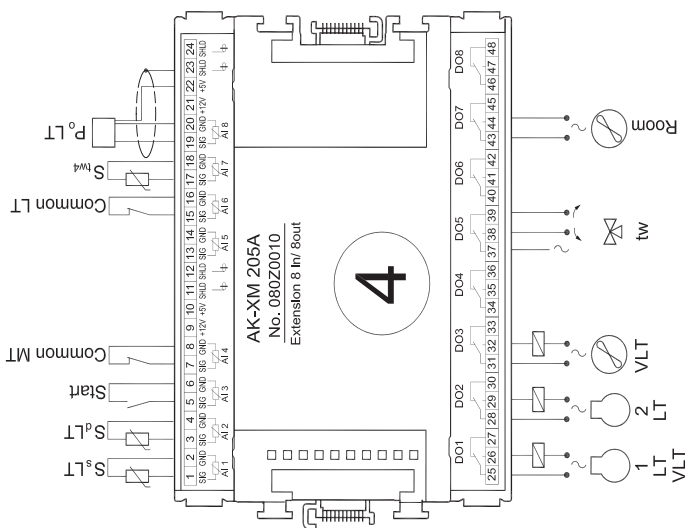 SsLT
SdLT
Start
Common MT
Common LT
Stw4
PoLT
1 2 3 4 5 6 7 8 9 10 11 12 13 14 15 16 17 18 19 20 21 22 23 24
SIG GND SIG GND SIG GND SIG GND +12V +5V SHLD SHLD SIG GND SIG GND SIG GND SIG GND +12V +5V SHLD SHLD
AI 1 AI 2 AI 3 AI 4 AI 5 AI 6 AI 7 AI 8
AK-XM 205A
No. 080Z0010
Extension 8 In/ 8out
4
DO1 DO2 DO3 DO4 DO5 DO6 DO7 DO8
25 26 27 28 29 30 31 32 33 34 35 36 37 38 39 40 41 42 43 44 45 46 47 48
1
LT
VLT
2
LT
VLT
tw
Room